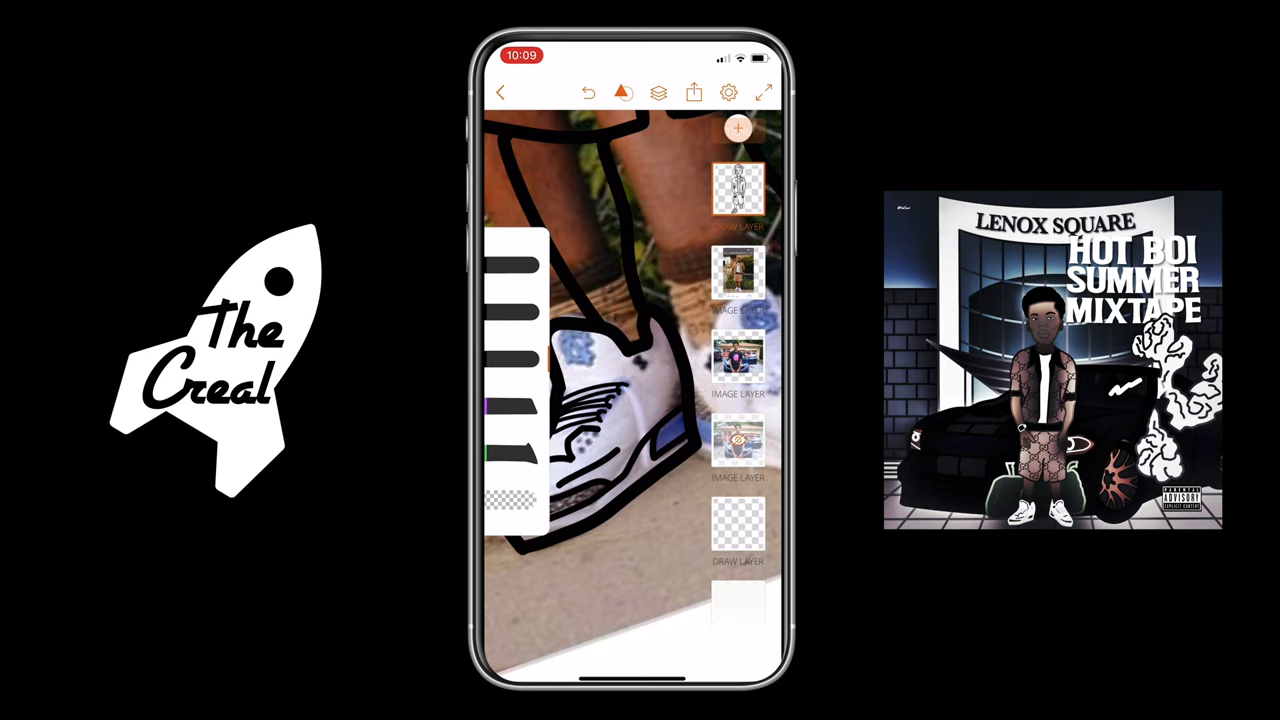 The
Creal
10:09
DRAW LAYER
IMAGE LAYER
IMAGE LAYER
IMAGE LAYER
DRAW LAYER
LENOX SQUARE
HOT BOI
SUMMER
MIXTAPE
PARENTAL
ADVISORY
EXPLICIT CONTENT